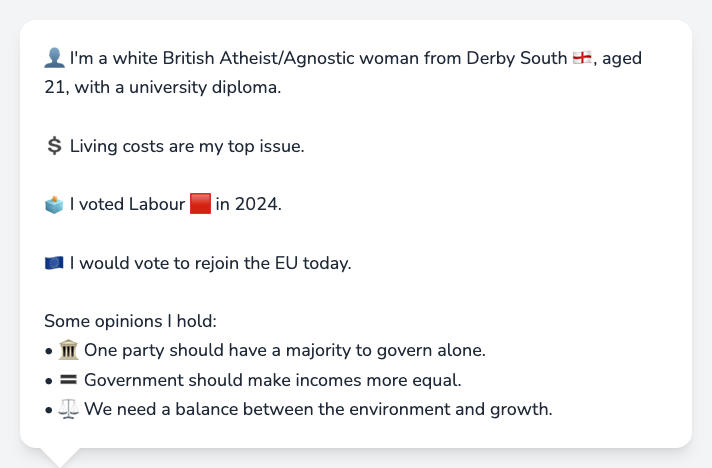 👤 I'm a white British Atheist/Agnostic woman from Derby South 🏴󠁧󠁢󠁥󠁮󠁧󠁿, aged
21, with a university diploma.
💲 Living costs are my top issue.
🗳️ I voted Labour 🟥 in 2024.
🇪🇺 I would vote to rejoin the EU today.
Some opinions I hold:
• 🏛️ One party should have a majority to govern alone.
• 🟰 Government should make incomes more equal.
• ⚖️ We need a balance between the environment and growth.